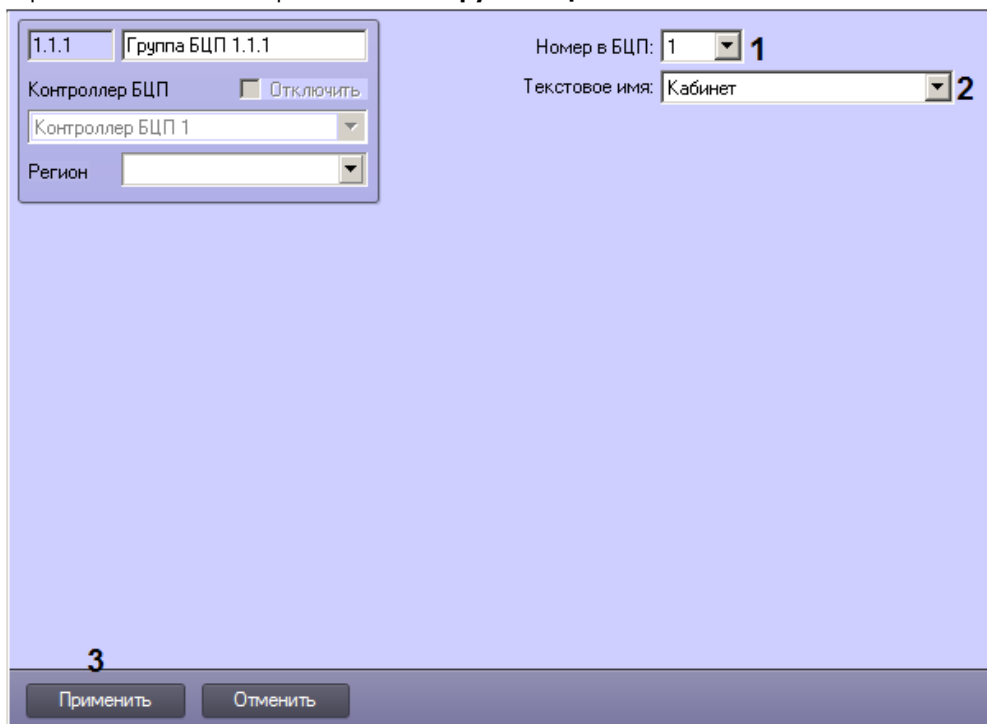 1.1.1 Группа БЦП 1.1.1
Контроллер БЦП Отключить
Контроллер БЦП 1
Регион
Номер в БЦП: 1 1
Текстовое имя: Кабинет 2
3
Применить Отменить